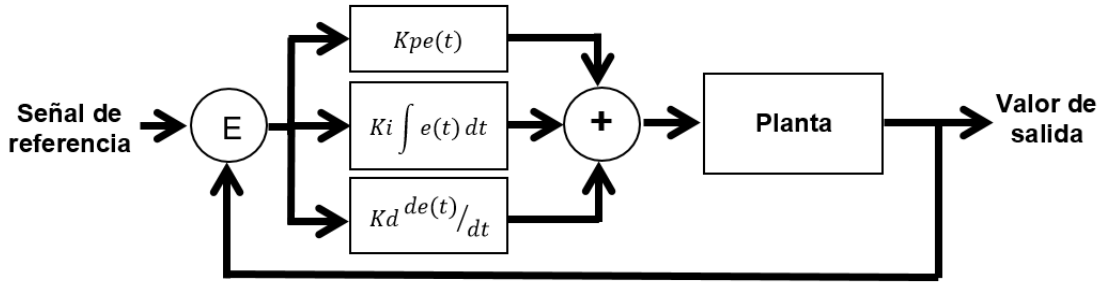 Kpe(t)
Señal de
referencia
E
Ki ∫ e(t) dt
+
Planta
Valor de
salida
Kd de(t)/dt